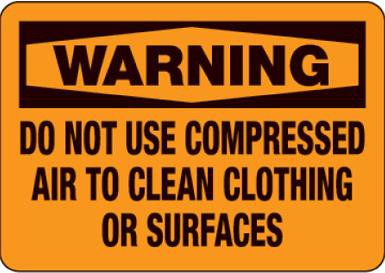 WARNING
DO NOT USE COMPRESSED
AIR TO CLEAN CLOTHING
OR SURFACES